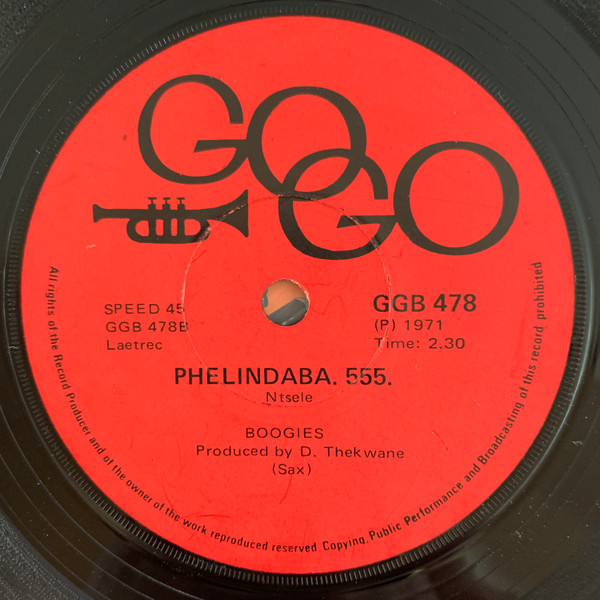 GO GO
SPEED 45
GGB 478B
Laetrec
GGB 478
(P) 1971
Time: 2.30
PHELINDABA. 555.
Ntsele
BOOGIES
Produced by D. Thekwane
(Sax)
All rights of the Record Producer and of the owner of the work reproduced reserved. Copying, Public Performance and Broadcasting of this record prohibited